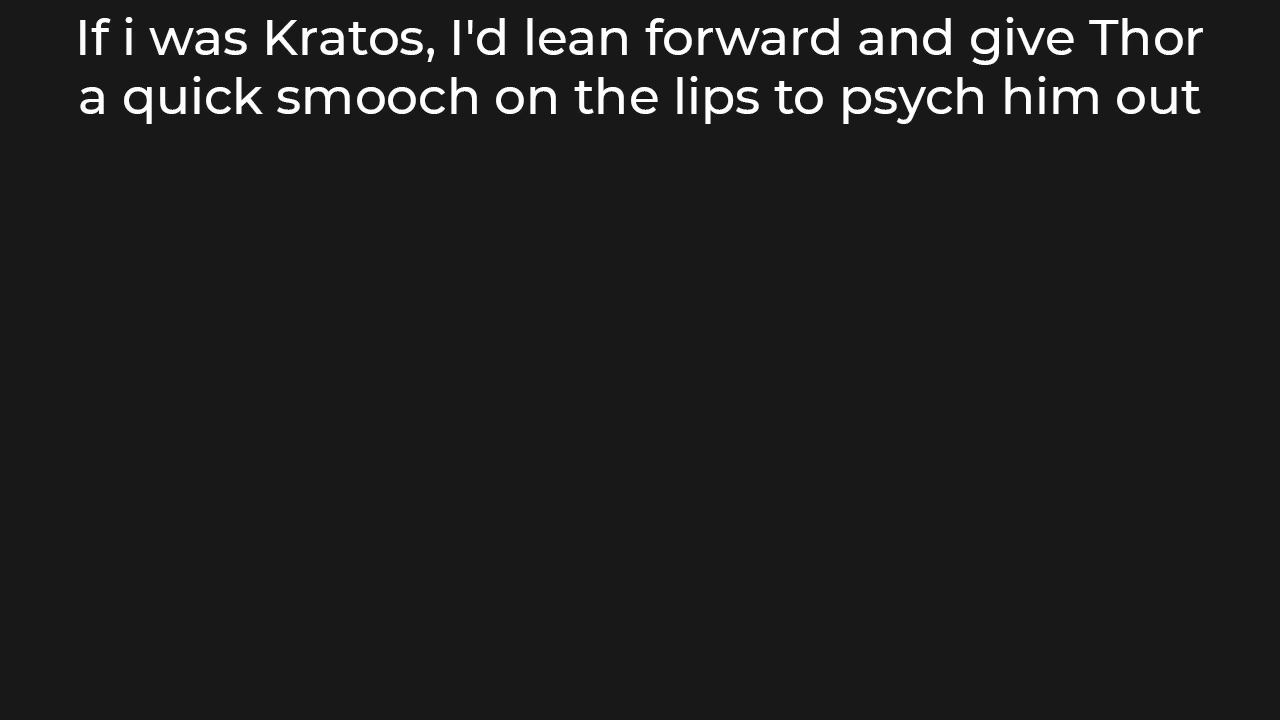 If i was Kratos, I'd lean forward and give Thor
a quick smooch on the lips to psych him out